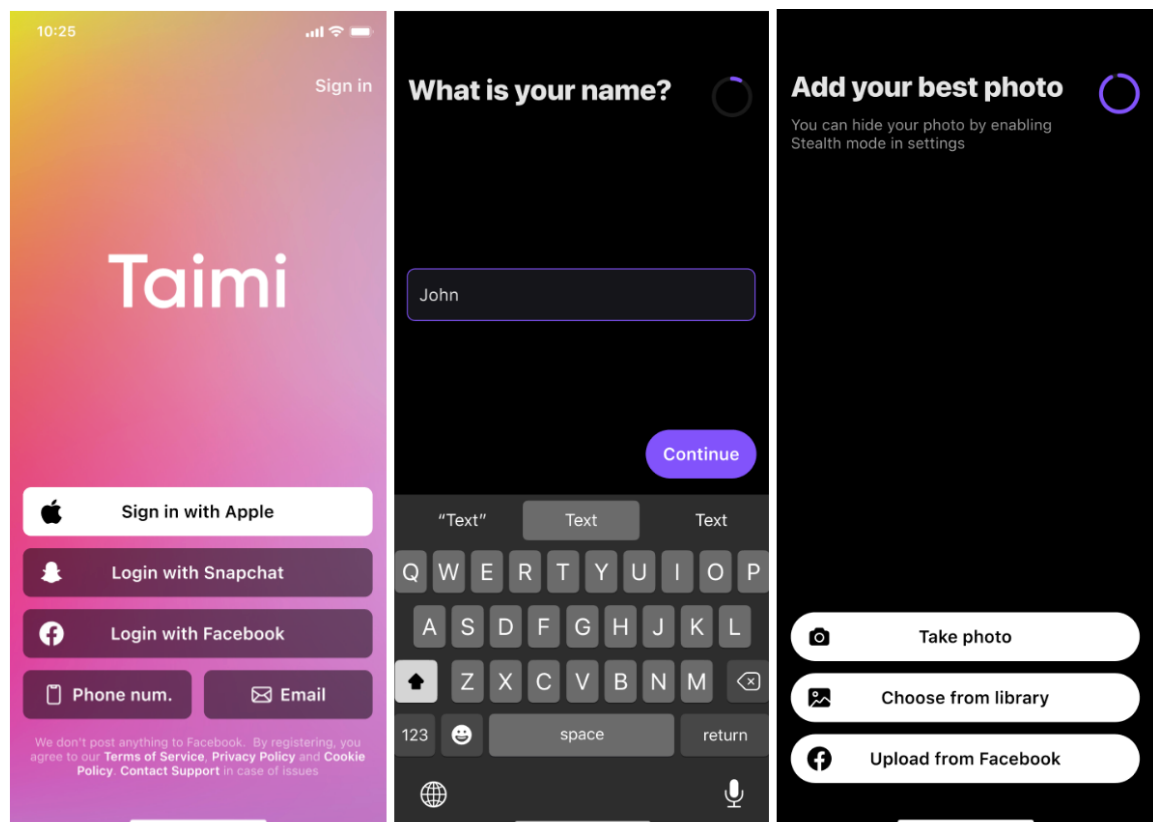 10:25
Sign in
Taimi
Sign in with Apple
Login with Snapchat
Login with Facebook
Phone num.
Email
We don't post anything to Facebook. By registering, you
agree to our Terms of Service, Privacy Policy and Cookie
Policy. Contact Support in case of issues
What is your name?
John
Continue
“Text” Text Text
Q W E R T Y U I O P
A S D F G H J K L
Z X C V B N M
123 space return
Add your best photo
You can hide your photo by enabling
Stealth mode in settings
Take photo
Choose from library
Upload from Facebook